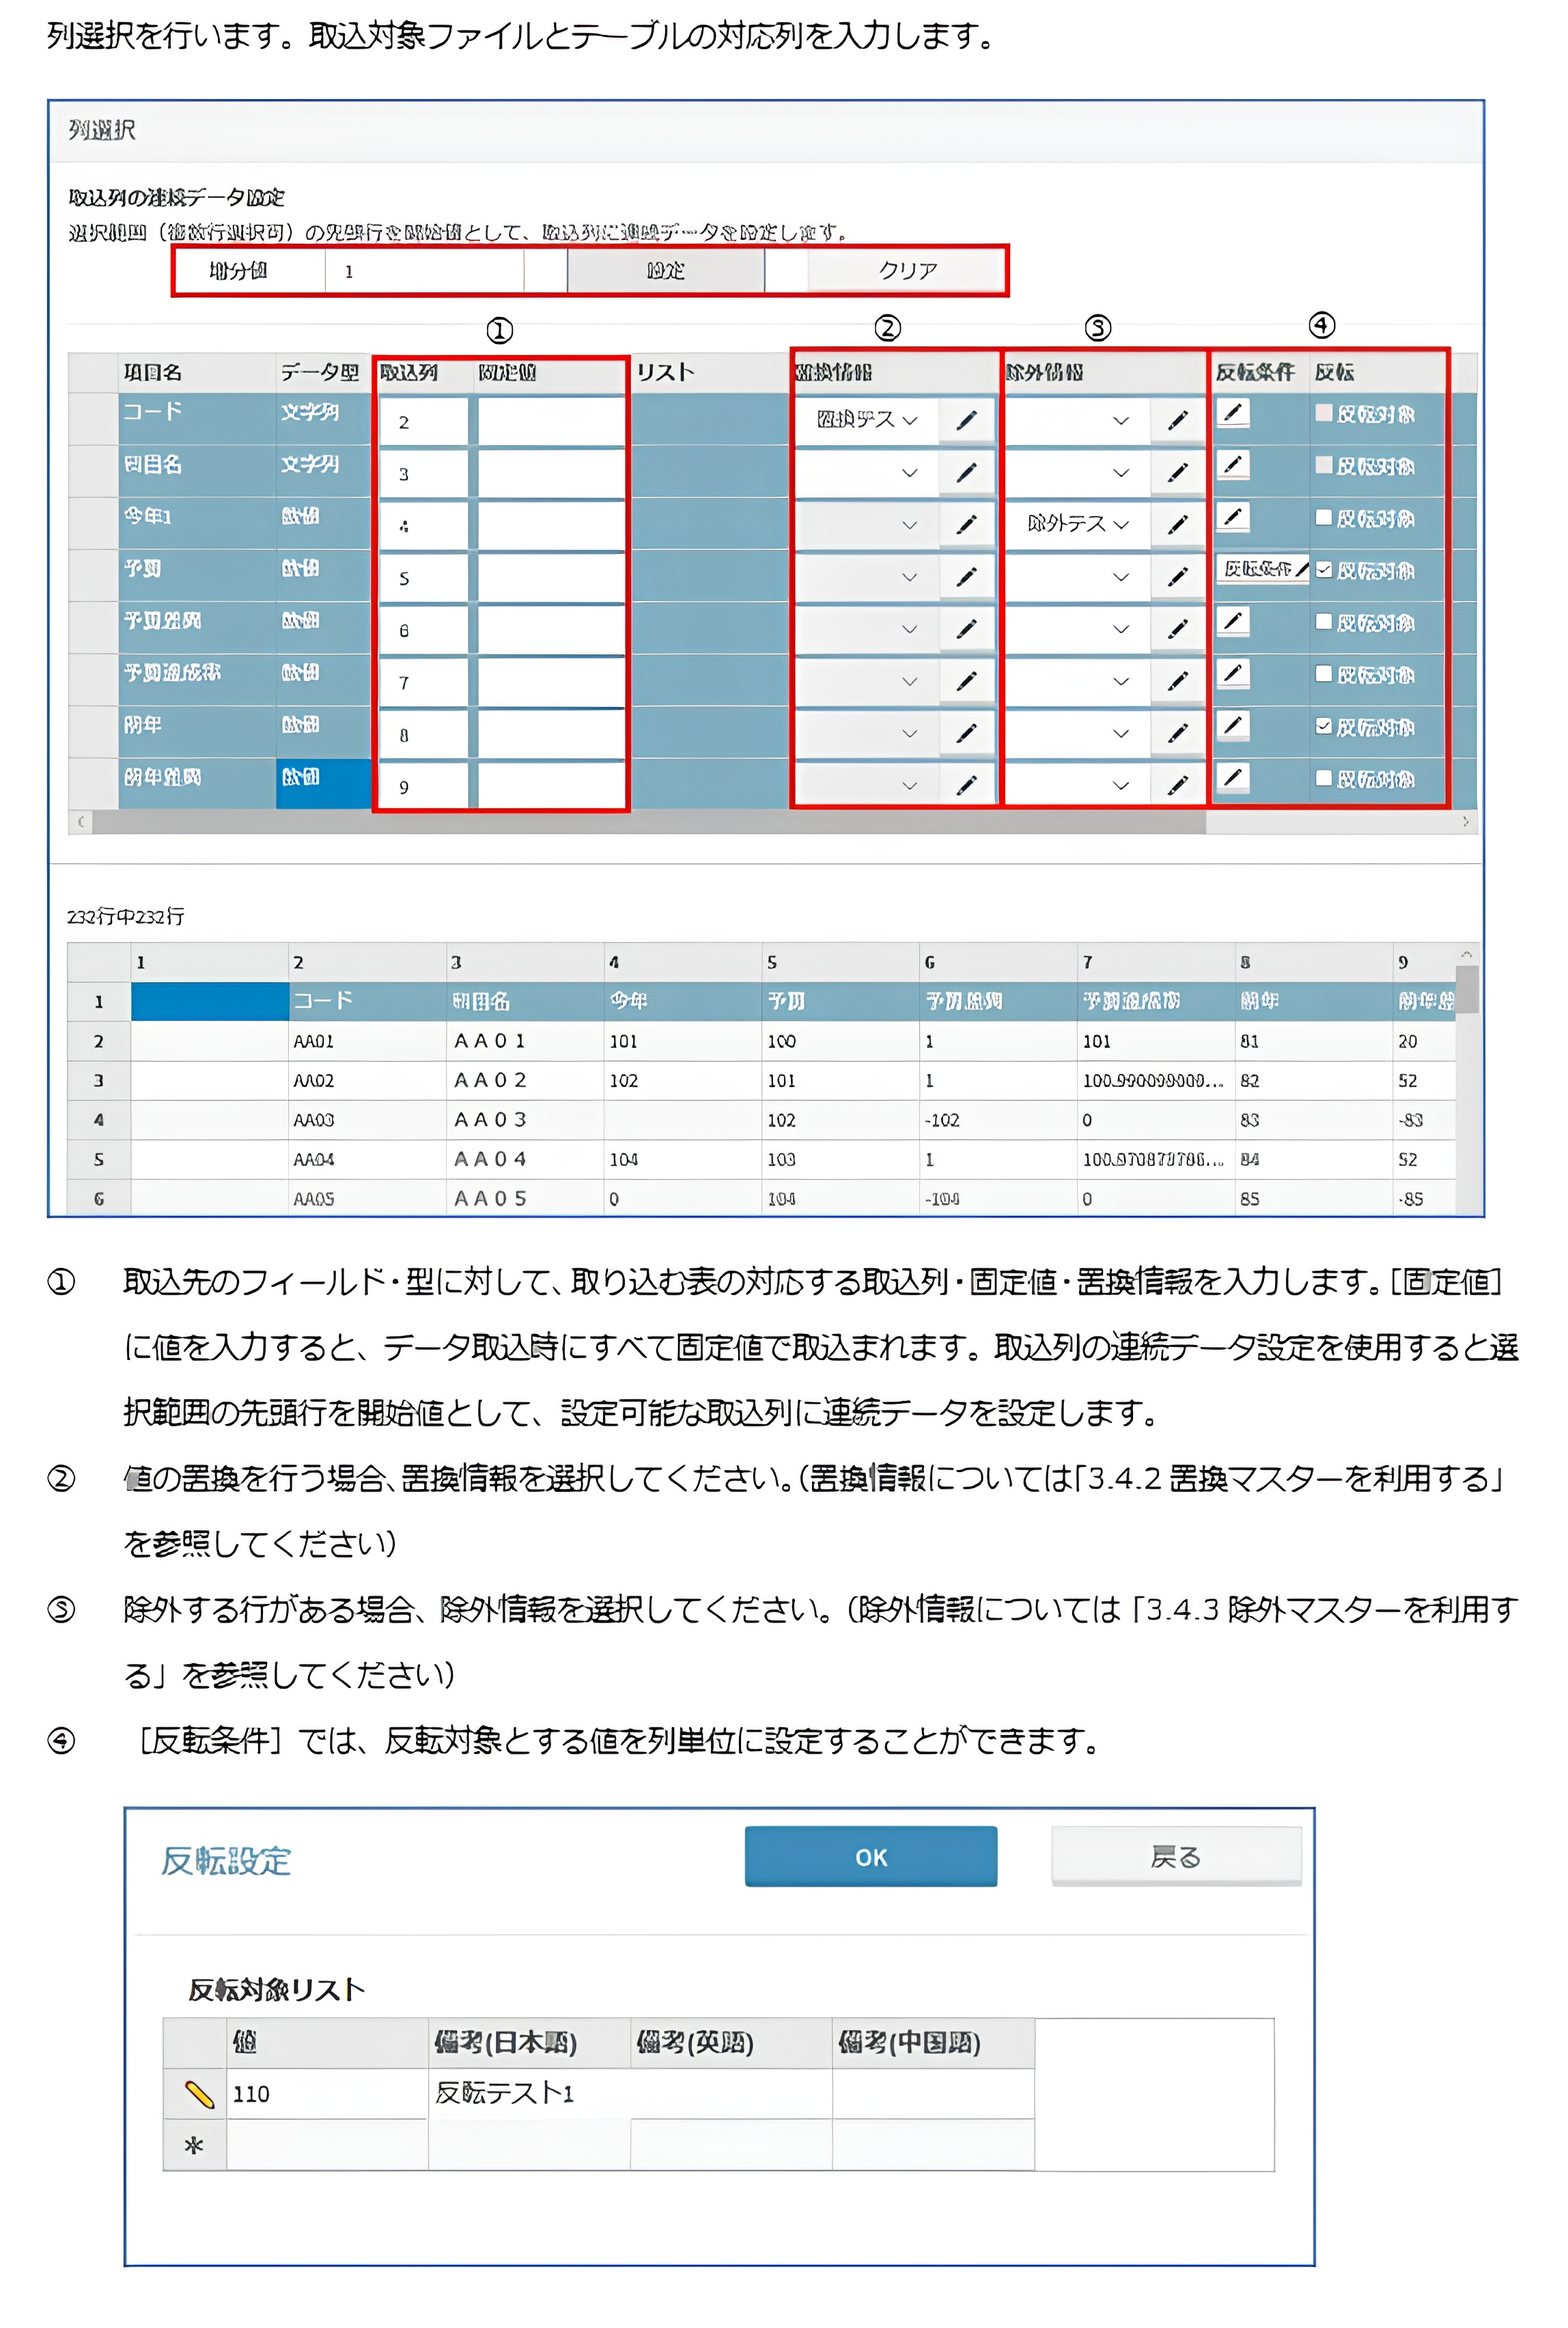 列選択を行います。取込対象ファイルとテーブルの対応列を入力します。
列選択
取込列の連続データ設定
選択範囲（複数行選択可）の先頭行を開始値として、取込列に連続データを設定します。
増分値 1 設定 クリア
① ② ③ ④
項目名 データ型 取込列 固定値 リスト 置換情報 除外情報 反転条件 反転
コード 文字列 2 置換テス 反転対象
科目名 文字列 3 反転対象
今年1 数値 4 除外テス 反転対象
予算 数値 5 反転条件 反転対象
予算差異 数値 6 反転対象
予算達成率 数値 7 反転対象
前年 数値 8 反転対象
前年差異 数値 9 反転対象
232行中232行
1 2 3 4 5 6 7 8 9
1 コード 科目名 今年 予算 予算差異 予算達成率 前年 前年差
2 AA01 ＡＡ０１ 101 100 1 101 81 20
3 AA02 ＡＡ０２ 102 101 1 82
4 AA03 ＡＡ０３ 102 -102 0 83 -83
5 AA04 ＡＡ０４ 104 103 1 84
6 AA05 ＡＡ０５ 0 104 -104 0 85 -85
① 取込先のフィールド・型に対して、取り込む表の対応する取込列・固定値・置換情報を入力します。［固定値］
に値を入力すると、データ取込時にすべて固定値で取込まれます。取込列の連続データ設定を使用すると選
択範囲の先頭行を開始値として、設定可能な取込列に連続データを設定します。
② 値の置換を行う場合、置換情報を選択してください。（置換情報については「3.4.2 置換マスターを利用する」
を参照してください）
③ 除外する行がある場合、除外情報を選択してください。（除外情報については「3.4.3 除外マスターを利用す
る」を参照してください）
④ ［反転条件］では、反転対象とする値を列単位に設定することができます。
反転設定 OK 戻る
反転対象リスト
値 備考(日本語) 備考(英語) 備考(中国語)
110 反転テスト1
*